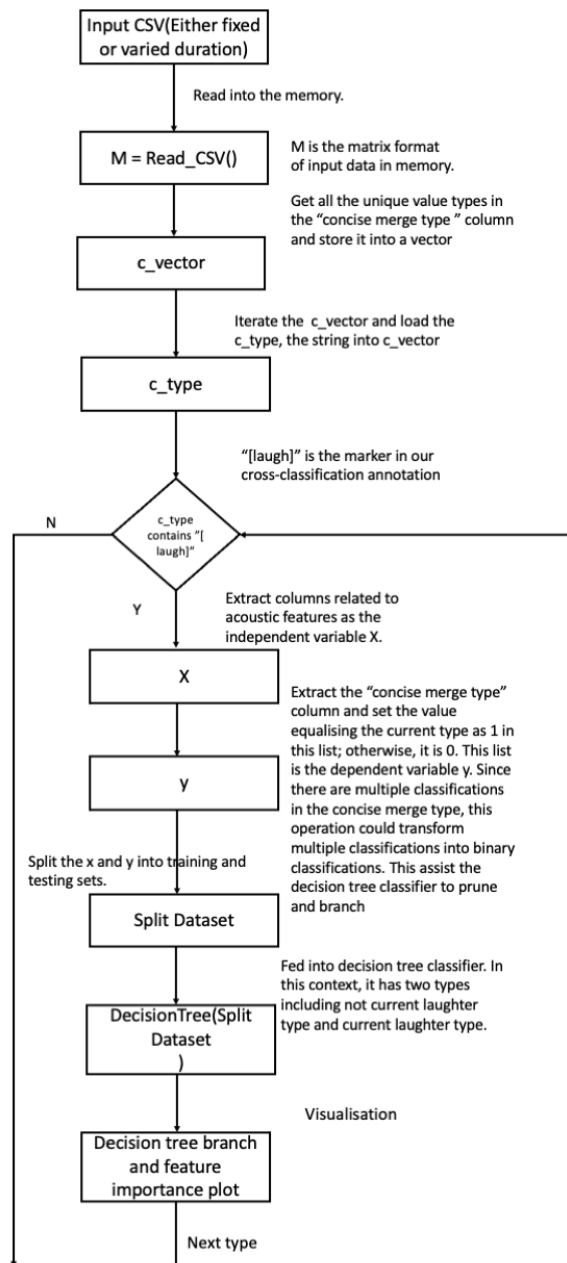 Input CSV(Either fixed
or varied duration)
Read into the memory.
M = Read_CSV()
M is the matrix format
of input data in memory.
Get all the unique value types in
the “concise merge type ” column
and store it into a vector
c_vector
Iterate the  c_vector and load the
c_type, the string into c_vector
c_type
“[laugh]” is the marker in our
cross-classification annotation
N
c_type
contains “[
laugh]”
Y
Extract columns related to
acoustic features as the
independent variable X.
X
Extract the “concise merge type”
column and set the value
equalising the current type as 1 in
this list; otherwise, it is 0. This list
is the dependent variable y. Since
there are multiple classifications
in the concise merge type, this
operation could transform
multiple classifications into binary
classifications. This assist the
decision tree classifier to prune
and branch
y
Split the x and y into training and
testing sets.
Split Dataset
Fed into decision tree classifier. In
this context, it has two types
including not current laughter
type and current laughter type.
DecisionTree(Split
Dataset
)
Visualisation
Decision tree branch
and feature
importance plot
Next type